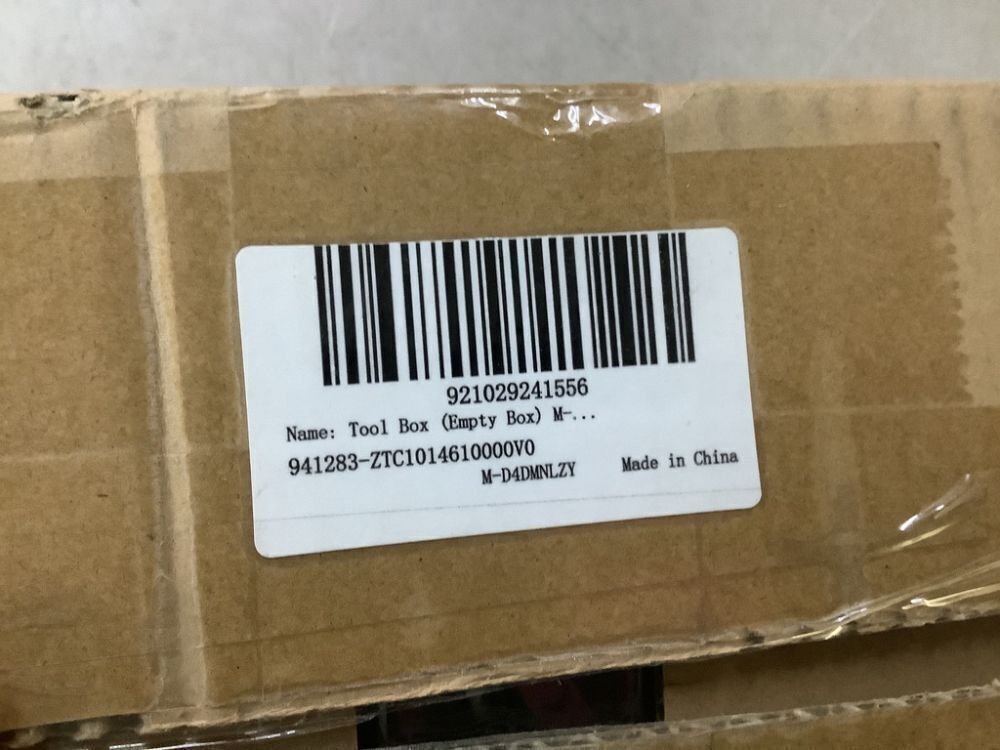 921029241556
Name: Tool Box (Empty Box) M-...
941283-ZTC1014610000V0
M-D4DMNLZY
Made in China